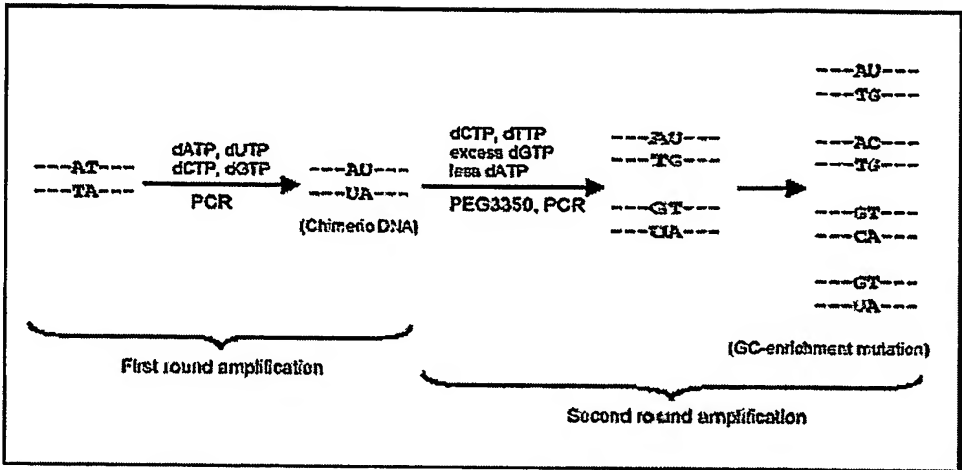 ---AT---
---TA---
dATP, dUTP
dCTP, dGTP
PCR
---AU---
---UA---
(Chimeric DNA)
dCTP, dTTP
excess dGTP
less dATP
PEG3350, PCR
---AU---
---TG---
---GT---
---UA---
---AU---
---TG---
---AC---
---TG---
---GT---
---CA---
---GT---
---UA---
(GC-enrichment mutation)
First round amplification
Second round amplification